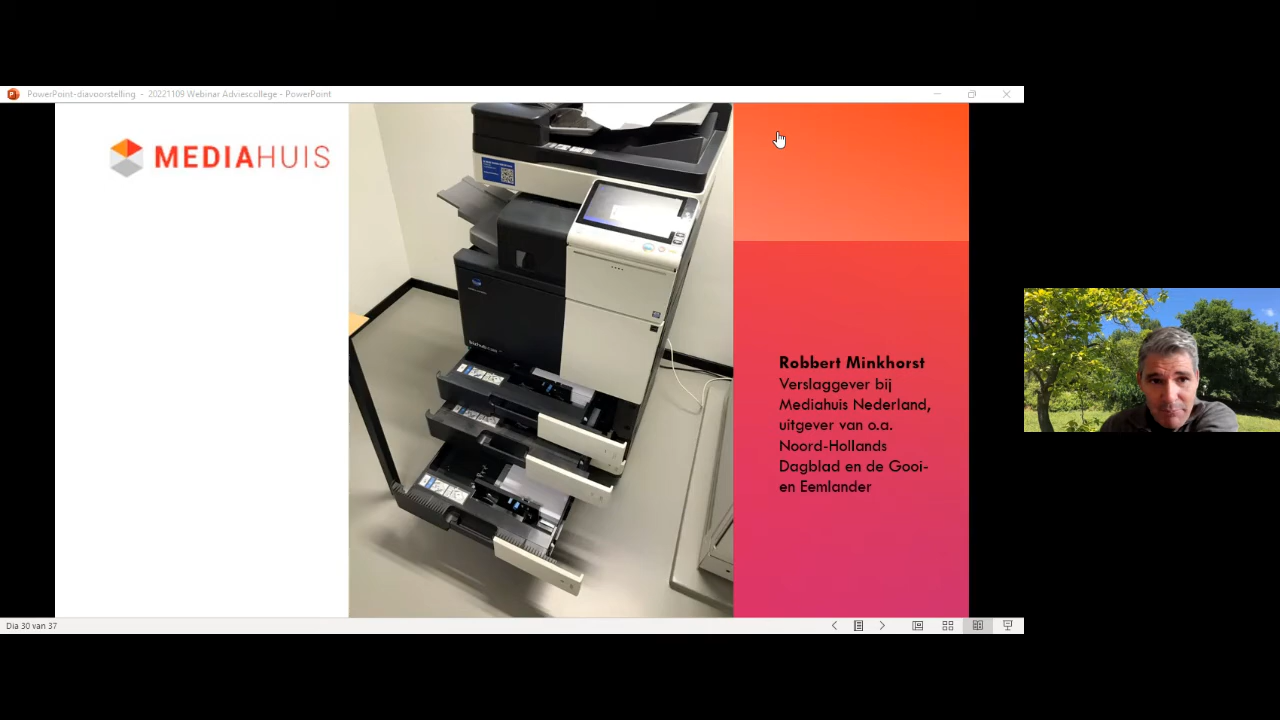 PowerPoint-diavoorstelling - 20221109 Webinar Adviescollege - PowerPoint
MEDIAHUIS
Robbert Minkhorst
Verslaggever bij
Mediahuis Nederland,
uitgever van o.a.
Noord-Hollands
Dagblad en de Gooi-
en Eemlander
Dia 30 van 37